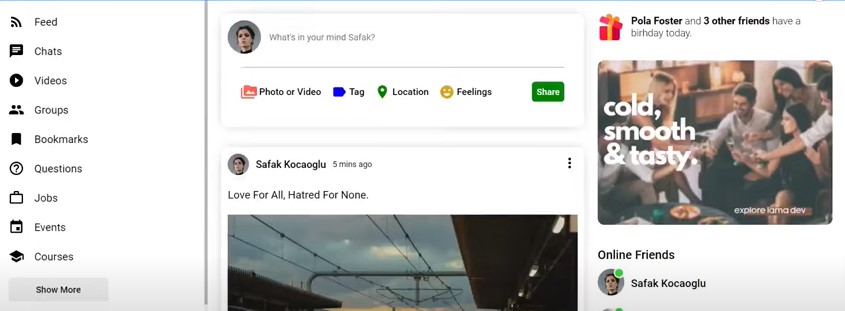 Feed
Chats
Videos
Groups
Bookmarks
Questions
Jobs
Events
Courses
Show More
What's in your mind Safak?
Photo or Video Tag Location Feelings Share
Safak Kocaoglu 5 mins ago
Love For All, Hatred For None.
Pola Foster and 3 other friends have a
birhday today.
cold,
smooth
& tasty.
explore lama dev
Online Friends
Safak Kocaoglu